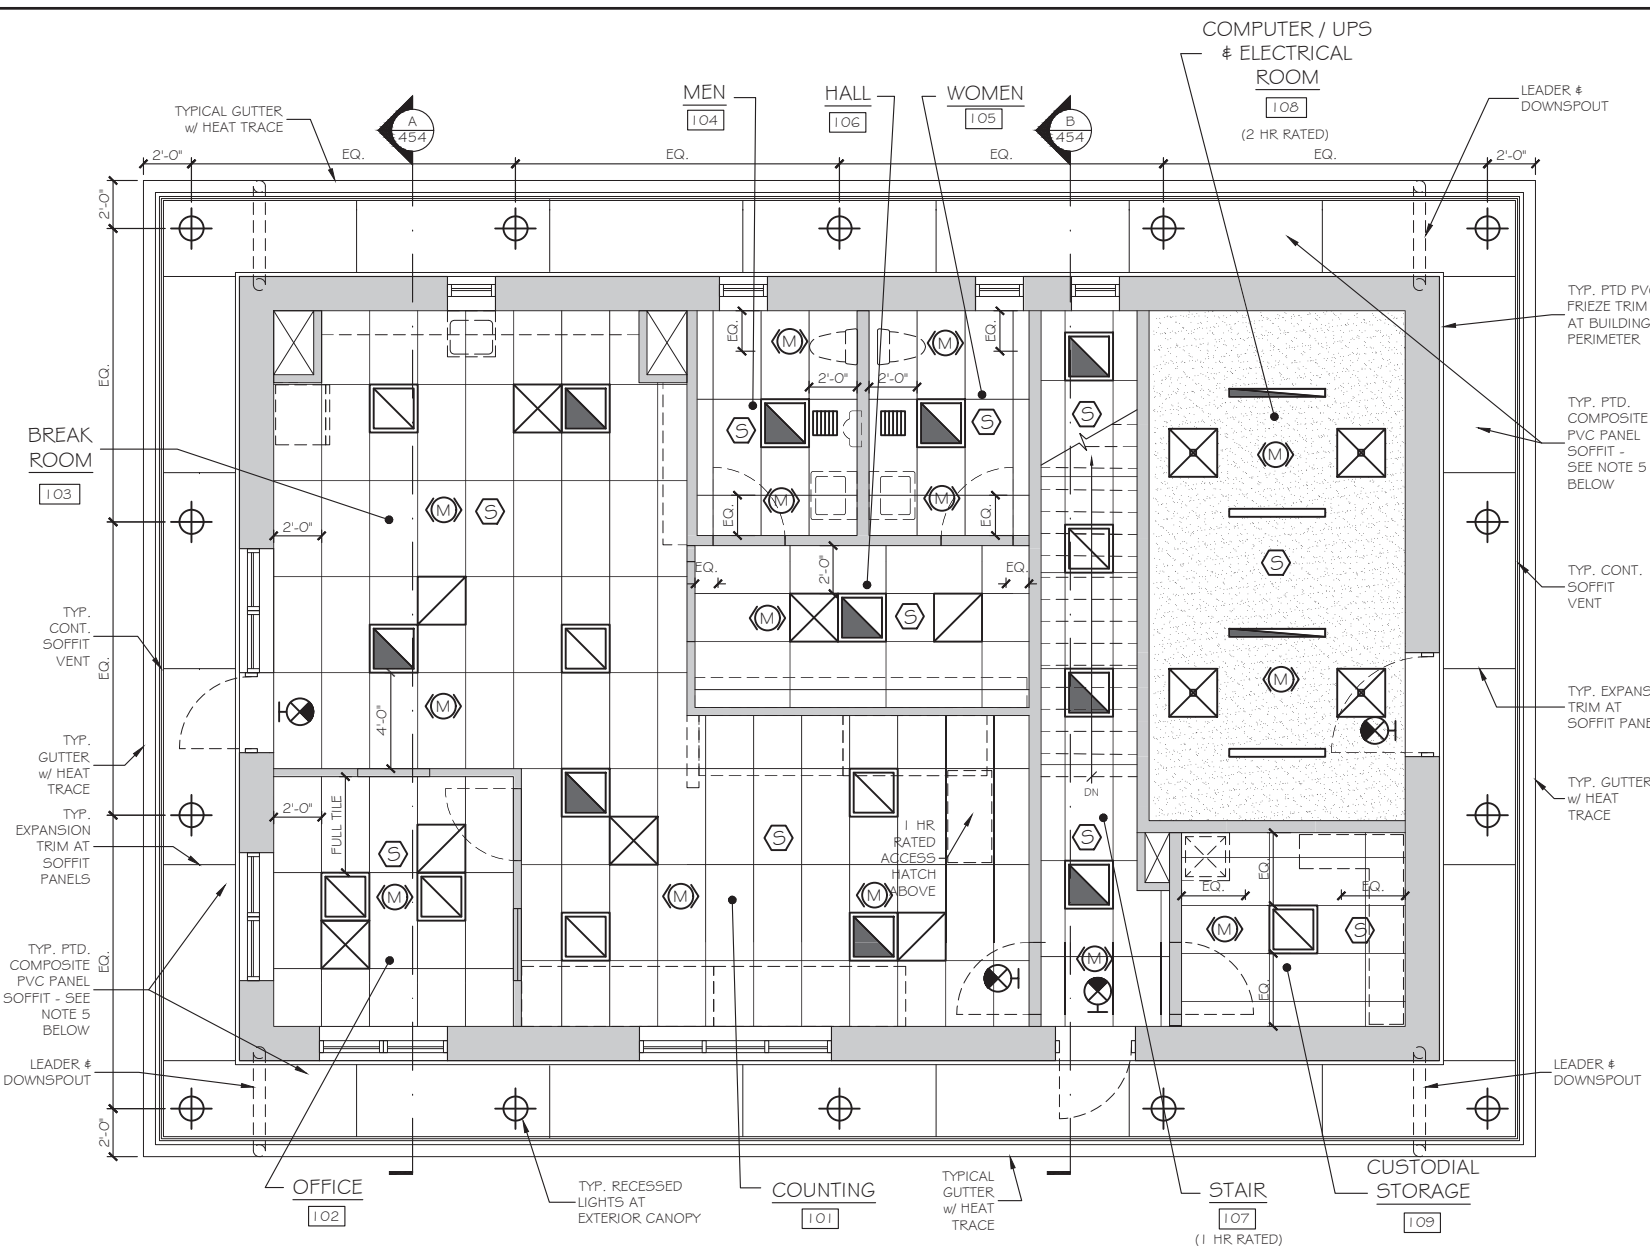 COMPUTER / UPS
& ELECTRICAL
ROOM
108
(2 HR RATED)
MEN
104
HALL
106
WOMEN
105
LEADER &
DOWNSPOUT
TYPICAL GUTTER
w/ HEAT TRACE
A
454
B
454
2'-0"
EQ.
EQ.
EQ.
EQ.
2'-0"
2'-0"
EQ.
EQ.
EQ.
2'-0"
TYP. PTD PV
FRIEZE TRIM
AT BUILDING
PERIMETER
TYP. PTD.
COMPOSITE
PVC PANEL
SOFFIT -
SEE NOTE 5
BELOW
TYP. CONT.
SOFFIT
VENT
TYP. EXPANS
TRIM AT
SOFFIT PANE
TYP. GUTTER
w/ HEAT
TRACE
BREAK
ROOM
103
TYP.
CONT.
SOFFIT
VENT
TYP.
GUTTER
w/ HEAT
TRACE
TYP.
EXPANSION
TRIM AT
SOFFIT
PANELS
TYP. PTD.
COMPOSITE
PVC PANEL
SOFFIT - SEE
NOTE 5
BELOW
LEADER &
DOWNSPOUT
EQ.
M
M
EQ.
2'-0"
2'-0"
S
S
S
M
M
M
S
EQ.
M
M
EQ.
2'-0"
S
EQ.
2'-0"
EQ.
M
S
M
M
4'-0"
DN
2'-0"
FULL TILE
S
M
S
M
M
1 HR
RATED
ACCESS
HATCH
ABOVE
S
M
EQ.
EQ.
EQ.
M
S
EQ.
LEADER &
DOWNSPOUT
OFFICE
102
TYP. RECESSED
LIGHTS AT
EXTERIOR CANOPY
COUNTING
101
TYPICAL
GUTTER
w/ HEAT
TRACE
STAIR
107
(1 HR RATED)
CUSTODIAL
STORAGE
109